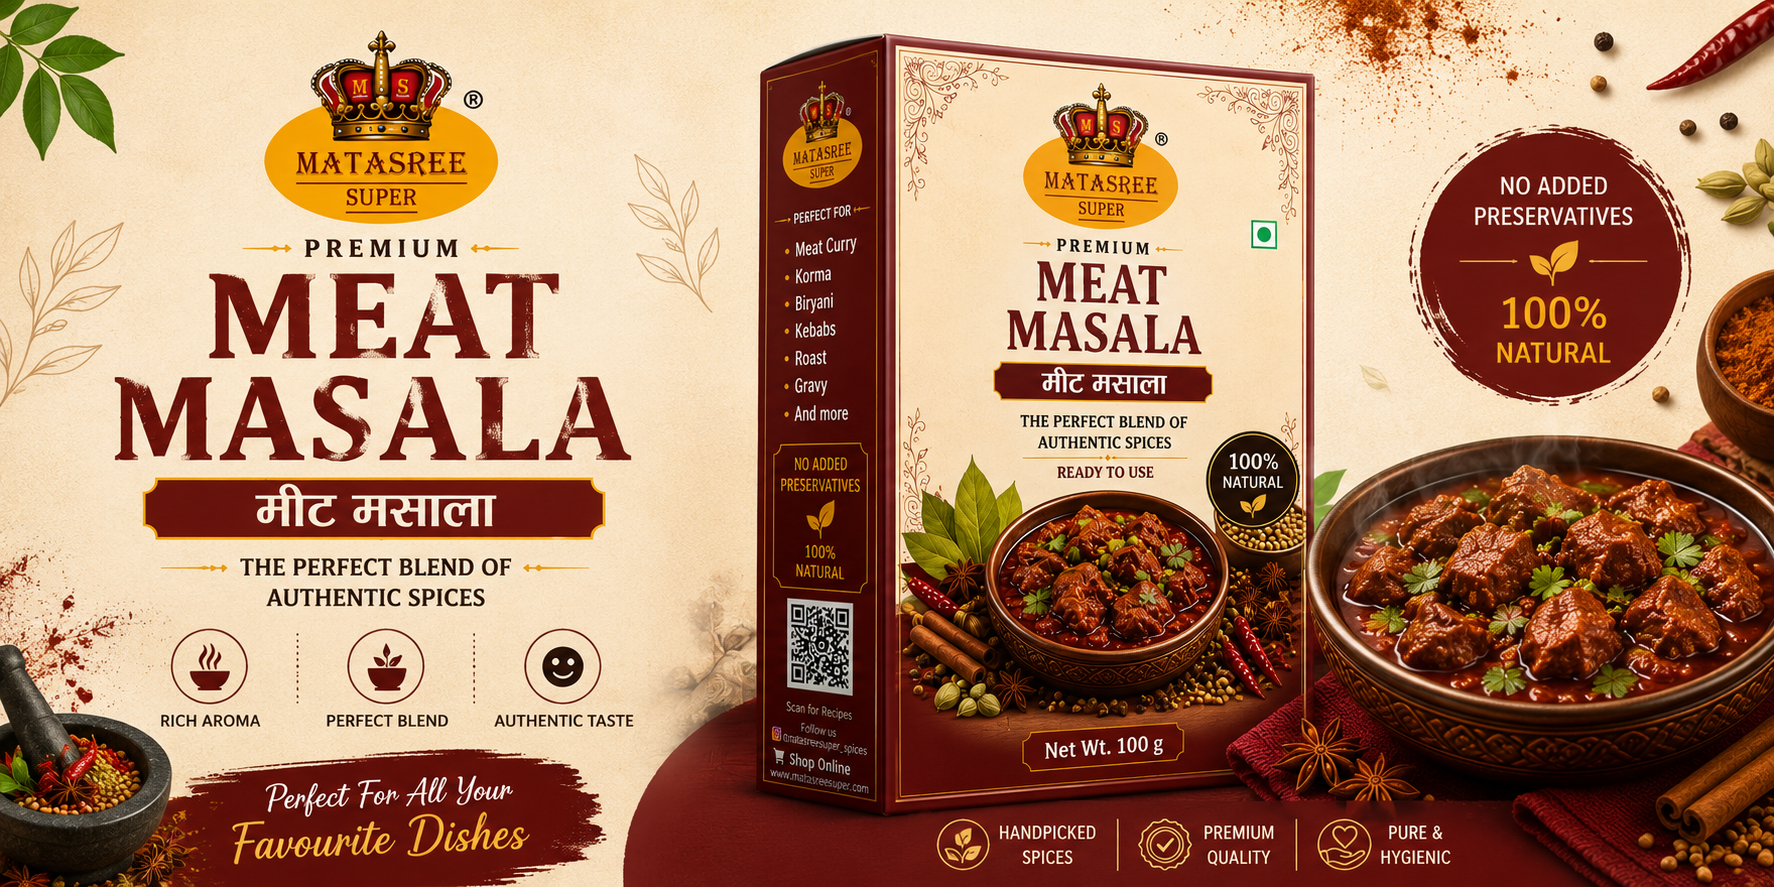 M S
®
MATASREE
SUPER
PREMIUM
MEAT
MASALA
मीट मसाला
THE PERFECT BLEND OF
AUTHENTIC SPICES
RICH AROMA
PERFECT BLEND
AUTHENTIC TASTE
Perfect For All Your
Favourite Dishes
M S
®
MATASREE
SUPER
PERFECT FOR
• Meat Curry
• Korma
• Biryani
• Kebabs
• Roast
• Gravy
• And more
NO ADDED
PRESERVATIVES
100%
NATURAL
Scan for Recipes
Follow us
@matasreesuper_spices
Shop Online
www.matasreesuper.com
M S
®
MATASREE
SUPER
PREMIUM
MEAT
MASALA
मीट मसाला
THE PERFECT BLEND OF
AUTHENTIC SPICES
READY TO USE
100%
NATURAL
Net Wt. 100 g
NO ADDED
PRESERVATIVES
100%
NATURAL
HANDPICKED
SPICES
PREMIUM
QUALITY
PURE &
HYGIENIC